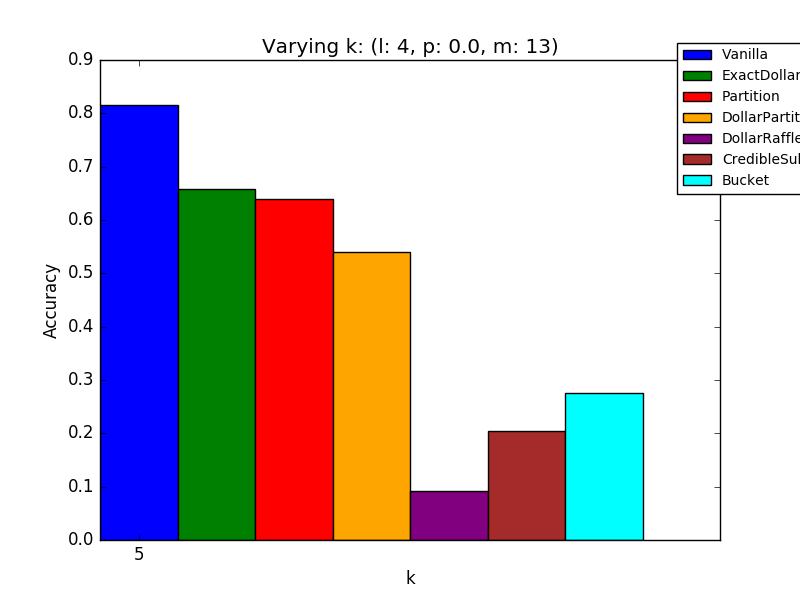 Varying k: (l: 4, p: 0.0, m: 13)
Vanilla
ExactDollar
Partition
DollarPartit
DollarRaffle
CredibleSul
Bucket
Accuracy
0.9
0.8
0.7
0.6
0.5
0.4
0.3
0.2
0.1
0.0
5
k